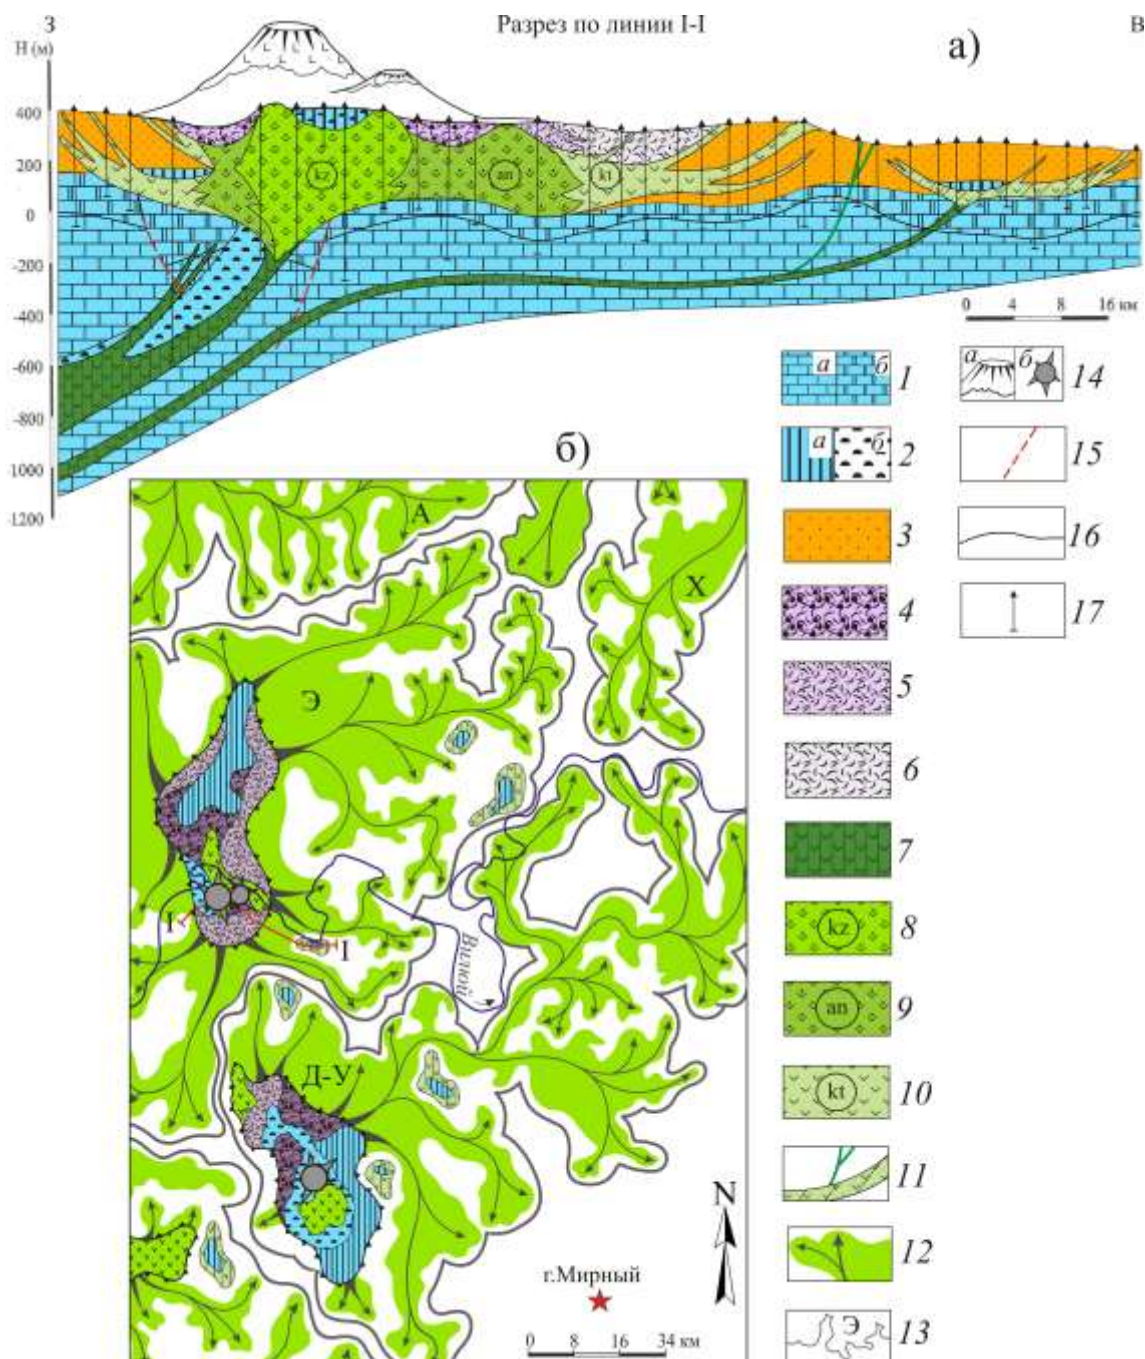 З
Разрез по линии I-I
В
H (м)
а)
400
200
0
-200
-400
-600
-800
-1000
-1200
kz
an
kt
0 4 8 16 км
а б 1
а б 2
3
4
5
6
7
kz 8
an 9
kt 10
11
12
Э 13
а б 14
15
16
17
б)
А
Х
Э
I
I
Вилюй
Д-У
N
г.Мирный
0 8 16 34 км